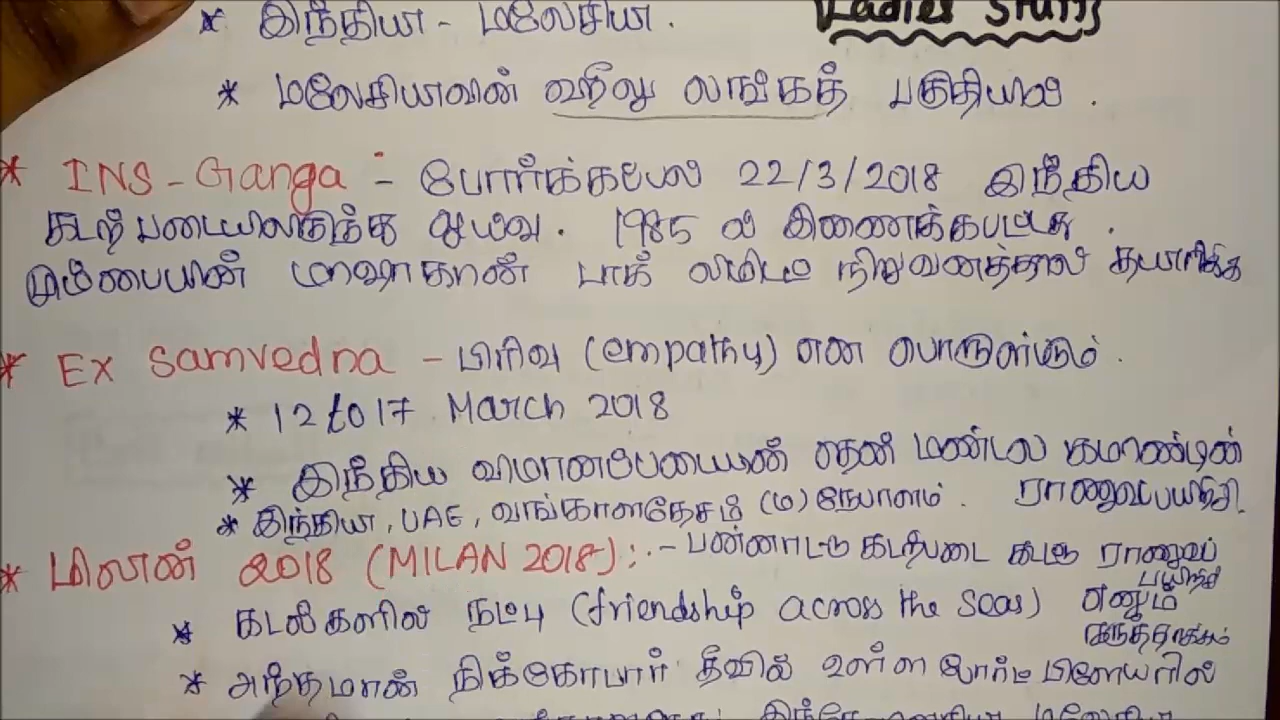 * இந்தியா - மலேசியா.
Ladies Stuffs
* மலேசியாவின் ஹுலு லாங்கத் பகுதியில்.
* INS - Ganga :- போர்க்கப்பல் 22/3/2018 இந்திய
கடற்படையிலிருந்து ஓய்வு. 1985 ல் இணைக்கப்பட்டது.
மும்பையின் மாஷகான் டாக் லிமிடெட் நிறுவனத்தால் தயாரிக்க
* Ex Samvedna - பரிவு (empathy) என பொருள்படும்.
* 12 to 17 March 2018
* இந்திய விமானப்படையின் தென் மண்டல கமாண்டின்
ராணுவப்பயிற்சி.
* இந்தியா, UAE, வங்காளதேசம் (ம) நேபாளம்.
* மிலன் 2018 (MILAN 2018):- பன்னாட்டு கடற்படை கூட்டு ராணுவப்
பயிற்சி
* கடல்களில் நட்பு (friendship across the seas) எனும்
கருத்தாக்கம்
* அந்தமான் நிக்கோபார் தீவில் உள்ள போர்ட் பிளேயரில்